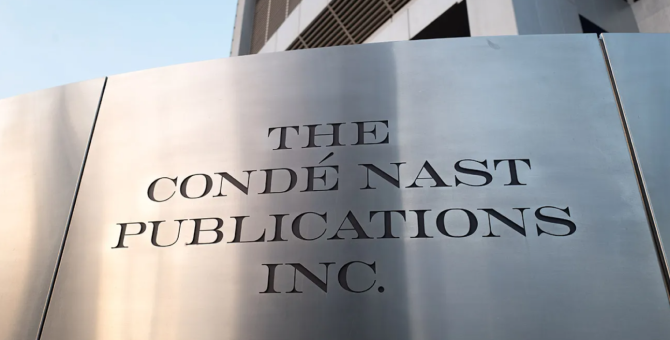 THE
CONDÉ NAST
PUBLICATIONS
INC.